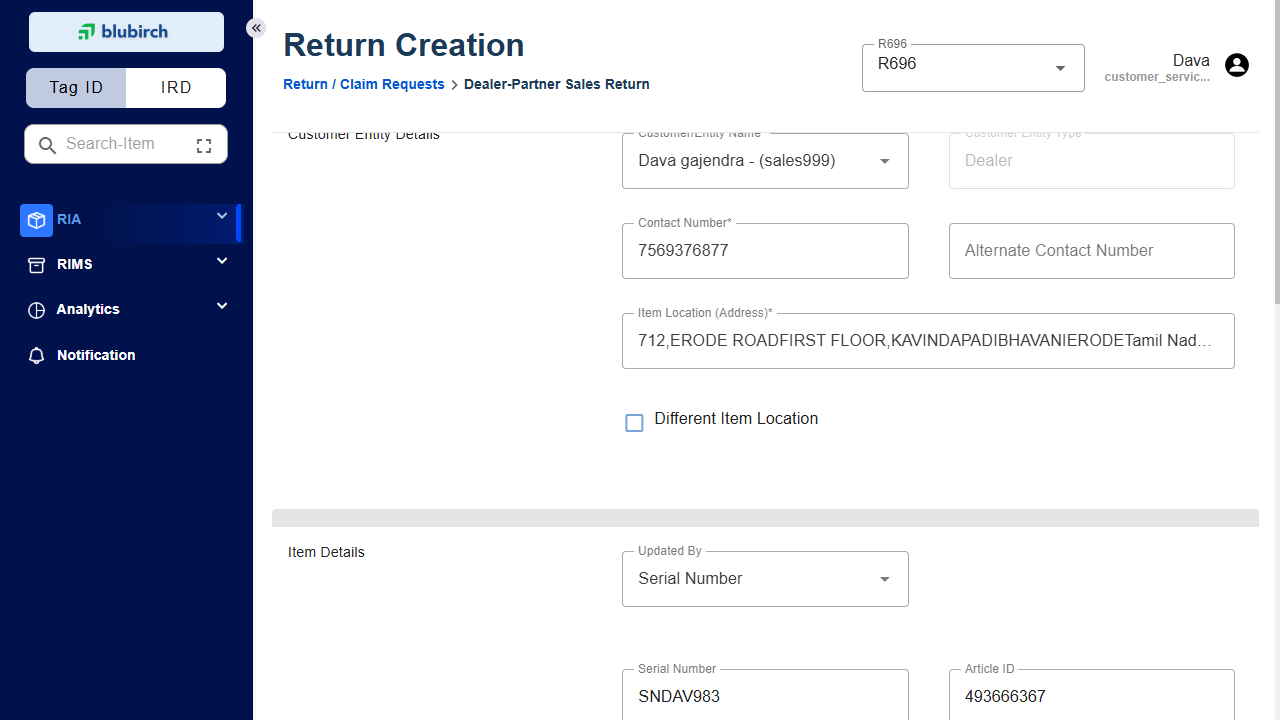 blubirch
Tag ID
IRD
Search-Item
RIA
RIMS
Analytics
Notification
Return Creation
Return / Claim Requests > Dealer-Partner Sales Return
R696
R696
Dava
customer_servic...
Customer Entity Details
Customer/Entity Name
Dava gajendra - (sales999)
Customer Entity Type
Dealer
Contact Number*
7569376877
Alternate Contact Number
Item Location (Address)*
712,ERODE ROADFIRST FLOOR,KAVINDAPADIBHAVANIERODETamil Nad...
Different Item Location
Item Details
Updated By
Serial Number
Serial Number
SNDAV983
Article ID
493666367